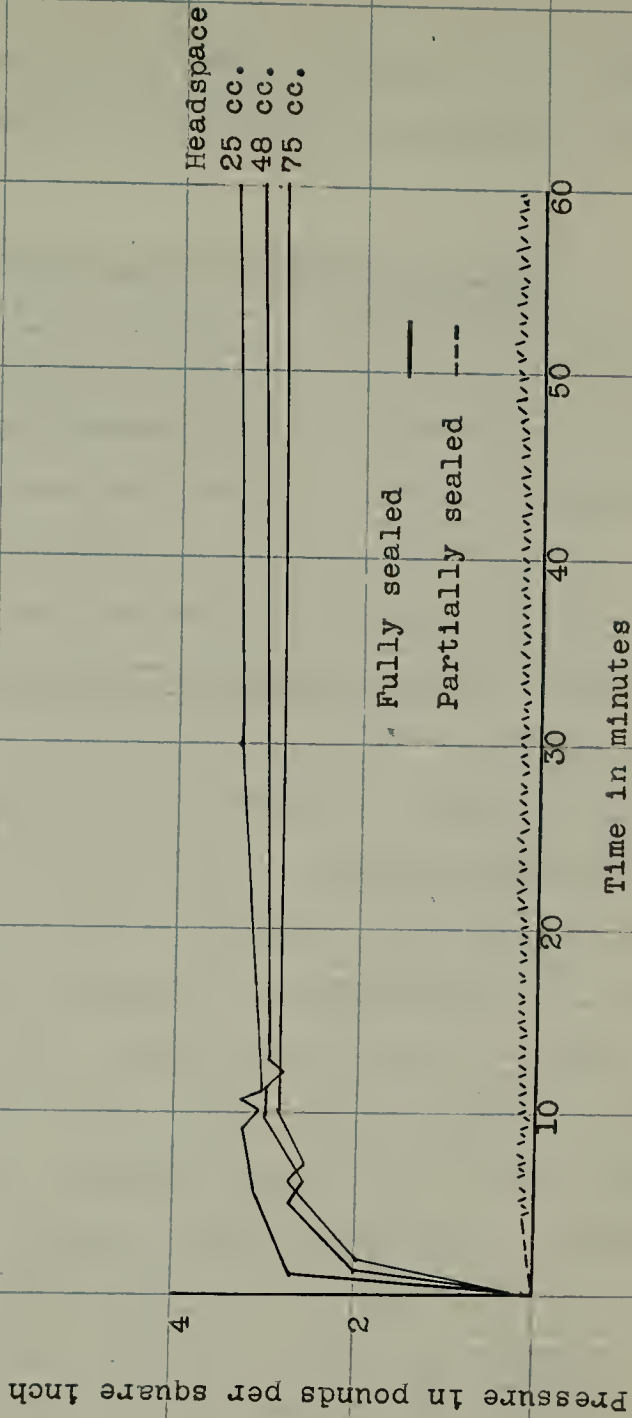 Headspace
25 cc.
48 cc.
75 cc.
4
2
Pressure in pounds per square inch
Fully sealed
Partially sealed
10
20
30
40
50
60
Time in minutes